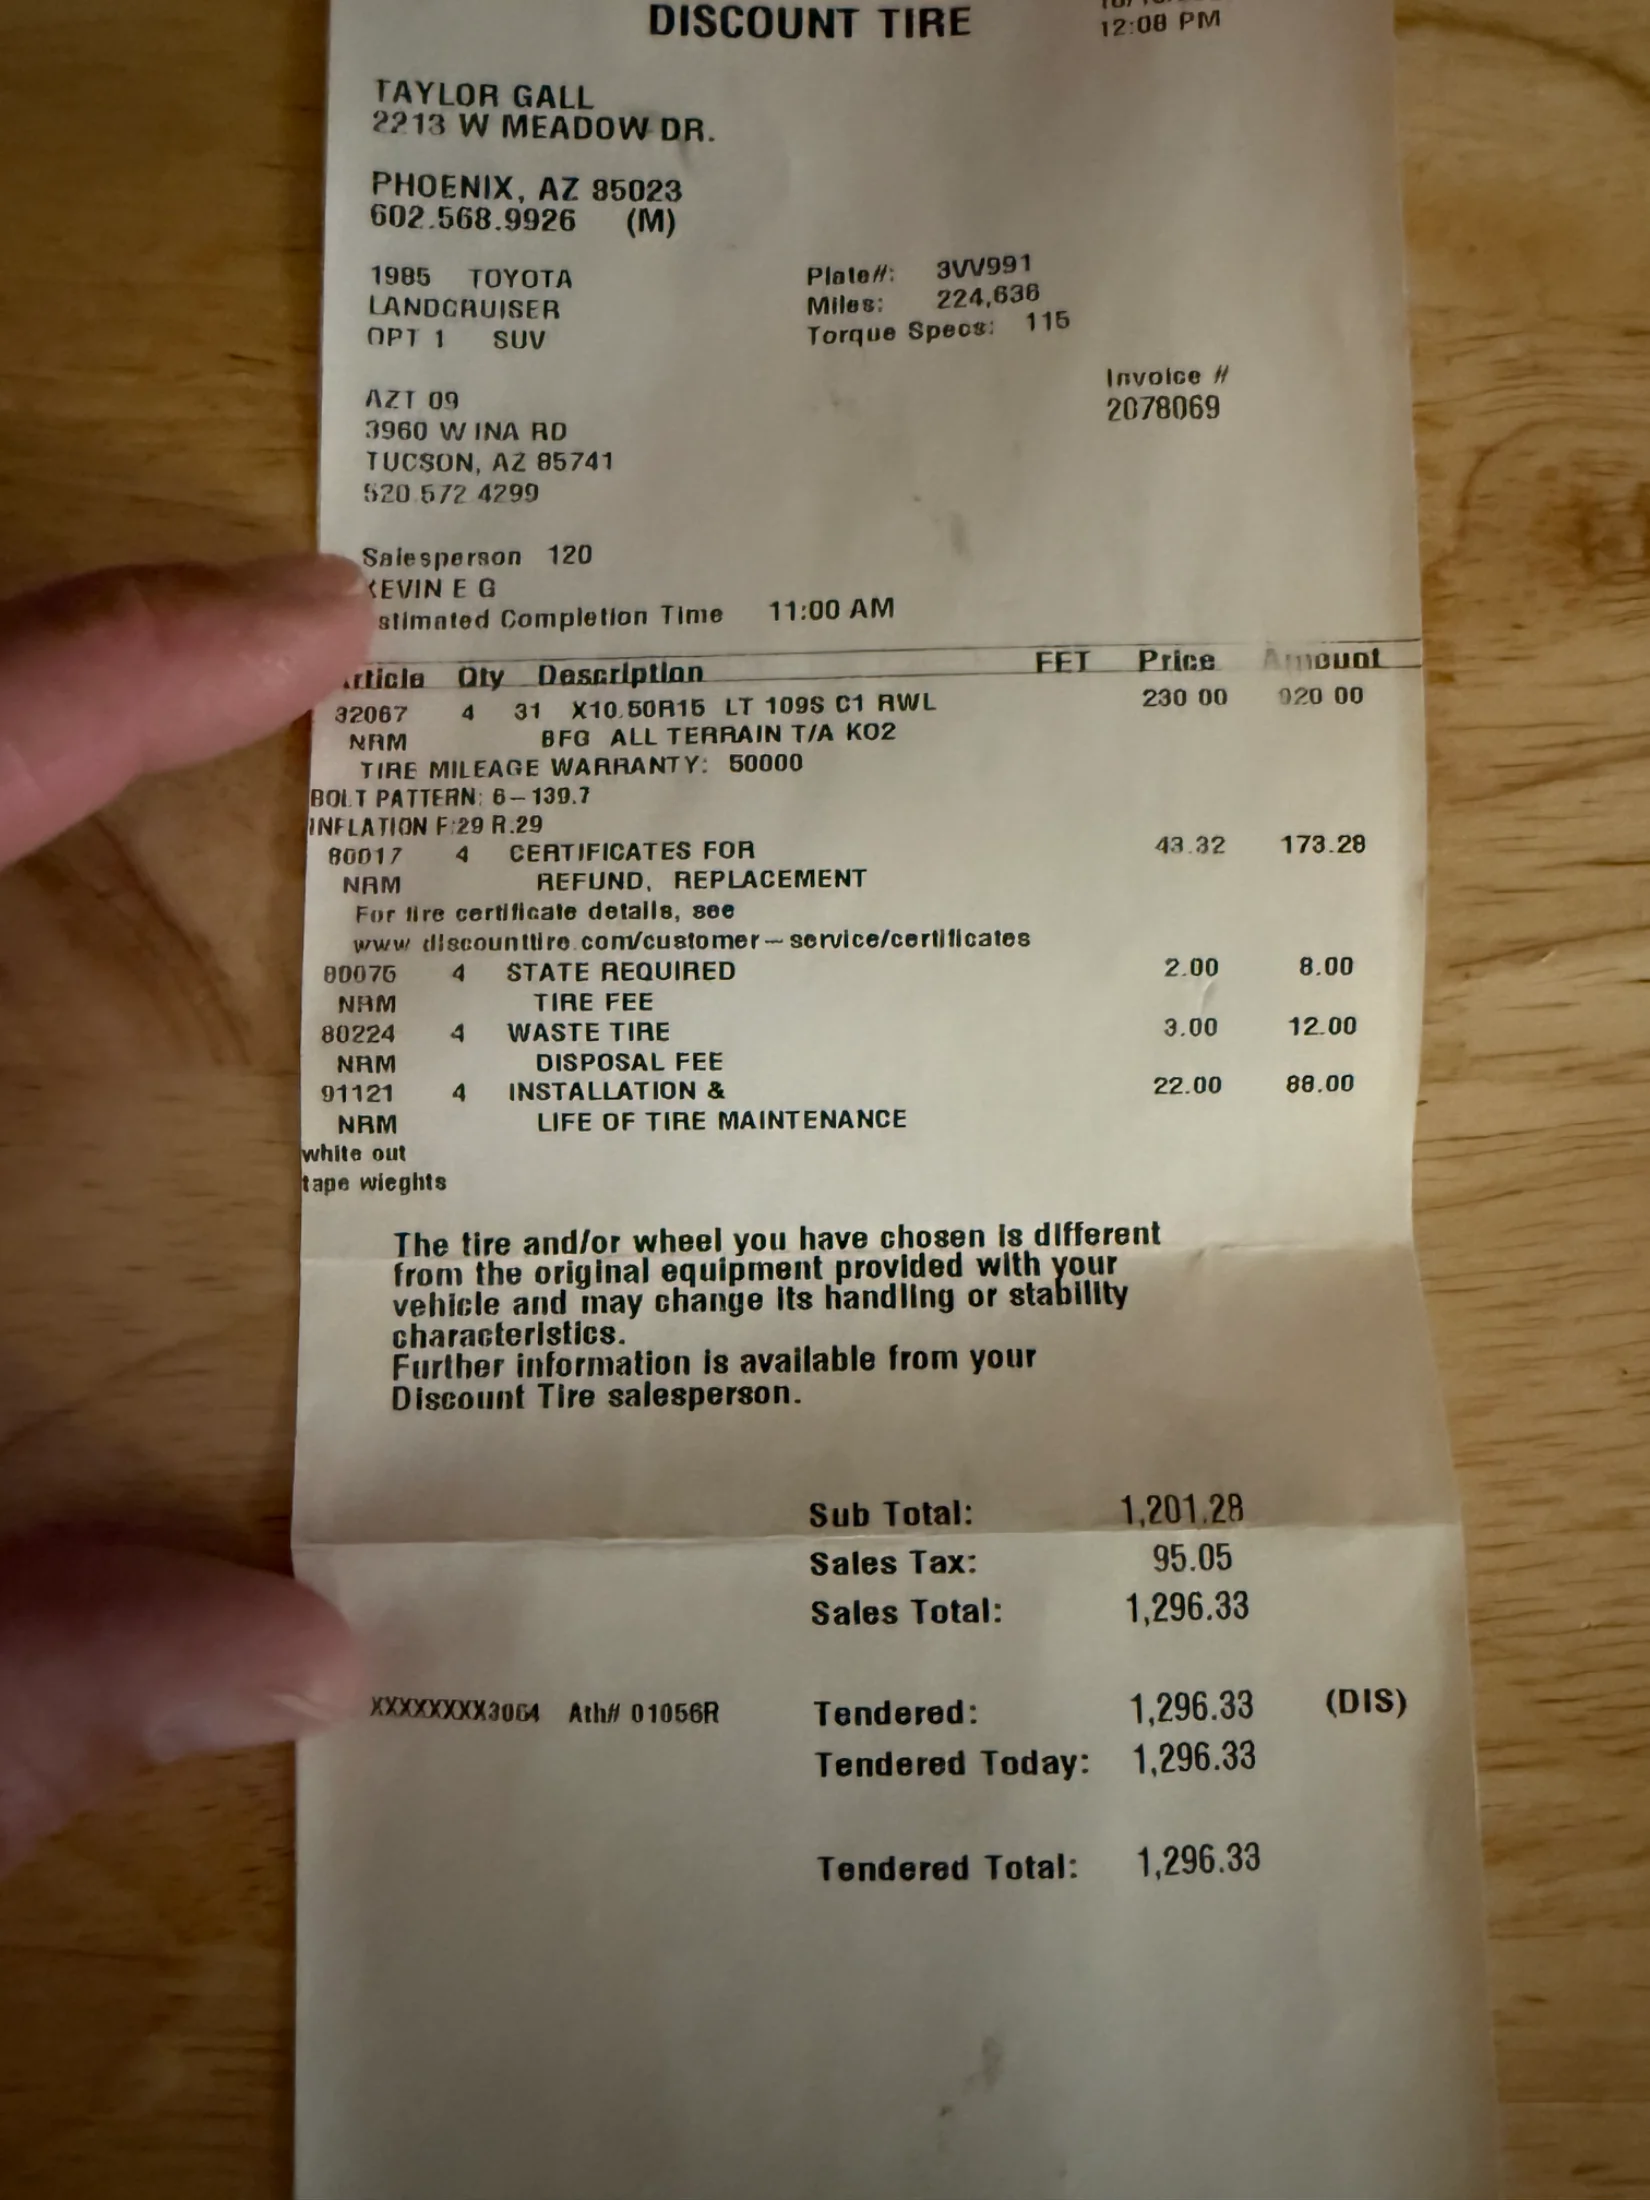 DISCOUNT TIRE
12:08 PM
TAYLOR GALL
2213 W MEADOW DR.
PHOENIX, AZ 85023
602.568.9926 (M)
1985 TOYOTA Plate#: 3VV991
LANDCRUISER Miles: 224,636
OPT 1 SUV Torque Specs: 115
Invoice #
2078069
AZT 09
3960 W INA RD
TUCSON, AZ 85741
520.572.4299
Salesperson 120
KEVIN E G
stimated Completion Time 11:00 AM
rticle Qty Description FET Price Amount
32067 4 31 X10.50R15 LT 109S C1 RWL 230.00 920.00
NRM BFG ALL TERRAIN T/A KO2
TIRE MILEAGE WARRANTY: 50000
BOLT PATTERN: 6-139.7
INFLATION F:29 R:29
80017 4 CERTIFICATES FOR 43.32 173.28
NRM REFUND, REPLACEMENT
For tire certificate details, see
www.discounttire.com/customer-service/certificates
80075 4 STATE REQUIRED 2.00 8.00
NRM TIRE FEE
80224 4 WASTE TIRE 3.00 12.00
NRM DISPOSAL FEE
91121 4 INSTALLATION & 22.00 88.00
NRM LIFE OF TIRE MAINTENANCE
white out
tape wieghts
The tire and/or wheel you have chosen is different
from the original equipment provided with your
vehicle and may change its handling or stability
characteristics.
Further information is available from your
Discount Tire salesperson.
Sub Total: 1,201.28
Sales Tax: 95.05
Sales Total: 1,296.33
XXXXXXXX3064 Ath# 01056R Tendered: 1,296.33 (DIS)
Tendered Today: 1,296.33
Tendered Total: 1,296.33